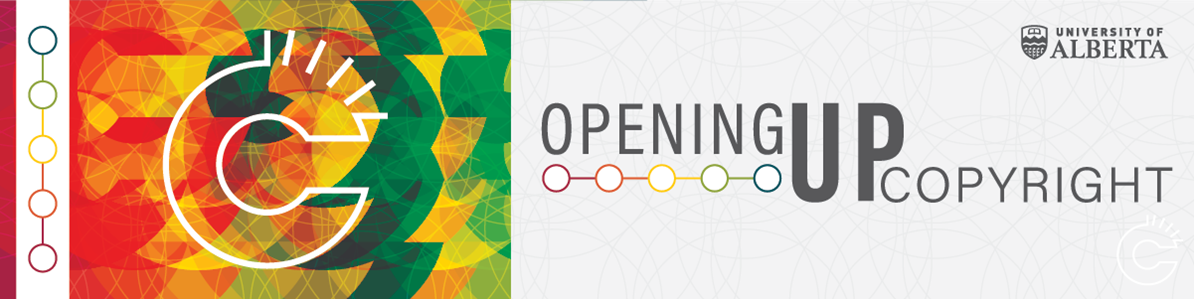 UNIVERSITY OF
ALBERTA
OPENING UP
COPYRIGHT